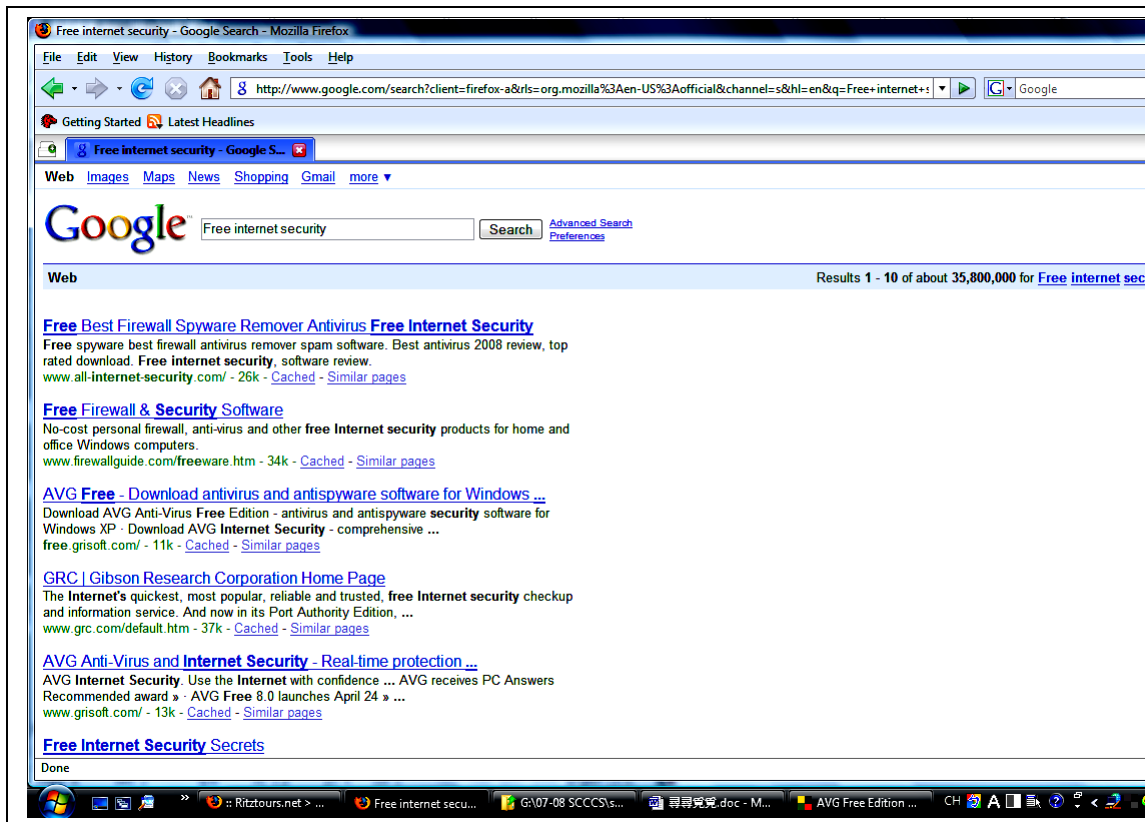 Free internet security - Google Search - Mozilla Firefox
File Edit View History Bookmarks Tools Help
http://www.google.com/search?client=firefox-a&rls=org.mozilla%3Aen-US%3Aofficial&channel=s&hl=en&q=Free+internet+s
Google
Getting Started Latest Headlines
Free internet security - Google S...
Web Images Maps News Shopping Gmail more ▼
Google Free internet security Search Advanced Search
Preferences
Web Results 1 - 10 of about 35,800,000 for Free internet sec
Free Best Firewall Spyware Remover Antivirus Free Internet Security
Free spyware best firewall antivirus remover spam software. Best antivirus 2008 review, top
rated download. Free internet security, software review.
www.all-internet-security.com/ - 26k - Cached - Similar pages
Free Firewall & Security Software
No-cost personal firewall, anti-virus and other free Internet security products for home and
office Windows computers.
www.firewallguide.com/freeware.htm - 34k - Cached - Similar pages
AVG Free - Download antivirus and antispyware software for Windows ...
Download AVG Anti-Virus Free Edition - antivirus and antispyware security software for
Windows XP · Download AVG Internet Security - comprehensive ...
free.grisoft.com/ - 11k - Cached - Similar pages
GRC | Gibson Research Corporation Home Page
The Internet's quickest, most popular, reliable and trusted, free Internet security checkup
and information service. And now in its Port Authority Edition, ...
www.grc.com/default.htm - 37k - Cached - Similar pages
AVG Anti-Virus and Internet Security - Real-time protection ...
AVG Internet Security. Use the Internet with confidence ... AVG receives PC Answers
Recommended award » · AVG Free 8.0 launches April 24 » ...
www.grisoft.com/ - 13k - Cached - Similar pages
Free Internet Security Secrets
Done
:: Ritztours.net > ... Free internet secu... G:\07-08 SCCCS\s... 尋尋覓覓.doc - M... AVG Free Edition ... CH A